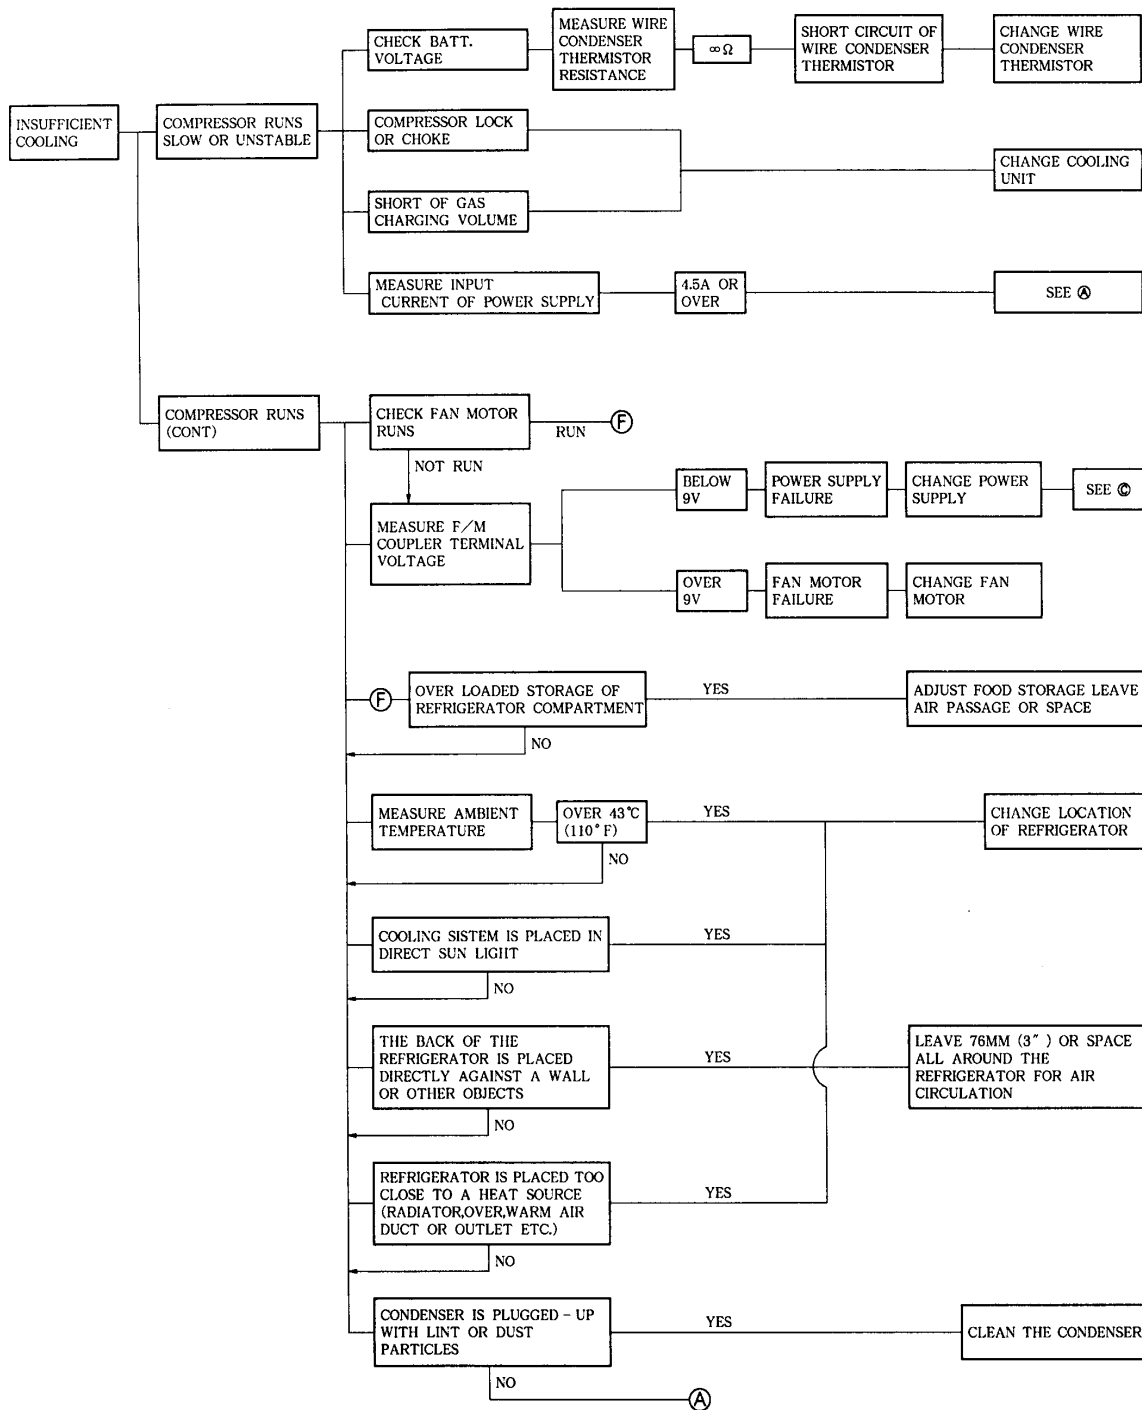 CHECK BATT.
VOLTAGE
MEASURE WIRE
CONDENSER
THERMISTOR
RESISTANCE
∞Ω
SHORT CIRCUIT OF
WIRE CONDENSER
THERMISTOR
CHANGE WIRE
CONDENSER
THERMISTOR
INSUFFICIENT
COOLING
COMPRESSOR RUNS
SLOW OR UNSTABLE
COMPRESSOR LOCK
OR CHOKE
CHANGE COOLING
UNIT
SHORT OF GAS
CHARGING VOLUME
MEASURE INPUT
CURRENT OF POWER SUPPLY
4.5A OR
OVER
SEE Ⓐ
COMPRESSOR RUNS
(CONT)
CHECK FAN MOTOR
RUNS
RUN
Ⓕ
NOT RUN
MEASURE F/M
COUPLER TERMINAL
VOLTAGE
BELOW
9V
POWER SUPPLY
FAILURE
CHANGE POWER
SUPPLY
SEE Ⓒ
OVER
9V
FAN MOTOR
FAILURE
CHANGE FAN
MOTOR
Ⓕ
OVER LOADED STORAGE OF
REFRIGERATOR COMPARTMENT
YES
ADJUST FOOD STORAGE LEAVE
AIR PASSAGE OR SPACE
NO
MEASURE AMBIENT
TEMPERATURE
OVER 43℃
(110°F)
YES
CHANGE LOCATION
OF REFRIGERATOR
NO
COOLING SISTEM IS PLACED IN
DIRECT SUN LIGHT
YES
NO
THE BACK OF THE
REFRIGERATOR IS PLACED
DIRECTLY AGAINST A WALL
OR OTHER OBJECTS
YES
LEAVE 76MM (3″) OR SPACE
ALL AROUND THE
REFRIGERATOR FOR AIR
CIRCULATION
NO
REFRIGERATOR IS PLACED TOO
CLOSE TO A HEAT SOURCE
(RADIATOR,OVER,WARM AIR
DUCT OR OUTLET ETC.)
YES
NO
CONDENSER IS PLUGGED-UP
WITH LINT OR DUST
PARTICLES
YES
CLEAN THE CONDENSER
NO
Ⓐ